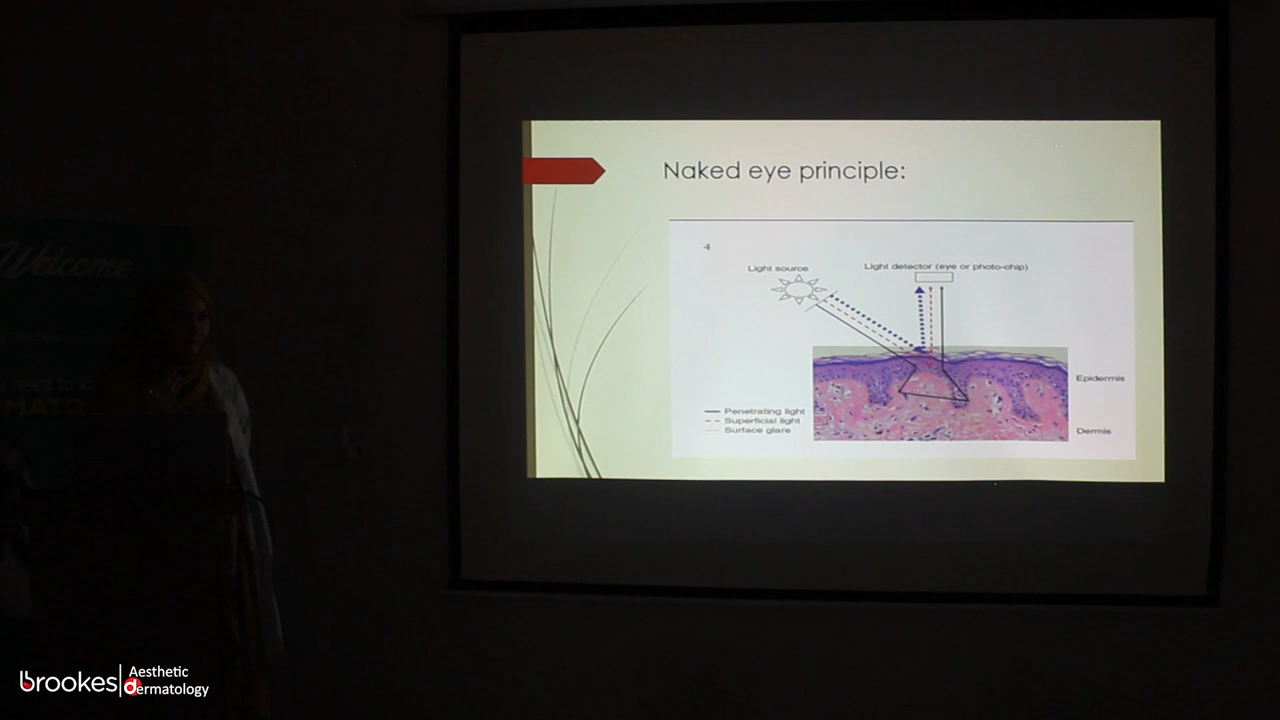 Naked eye principle:
4
Light source
Light detector (eye or photo-chip)
Epidermis
Penetrating light
Superficial light
Surface glare
Dermis
Welcome
brookes
Aesthetic
dermatology